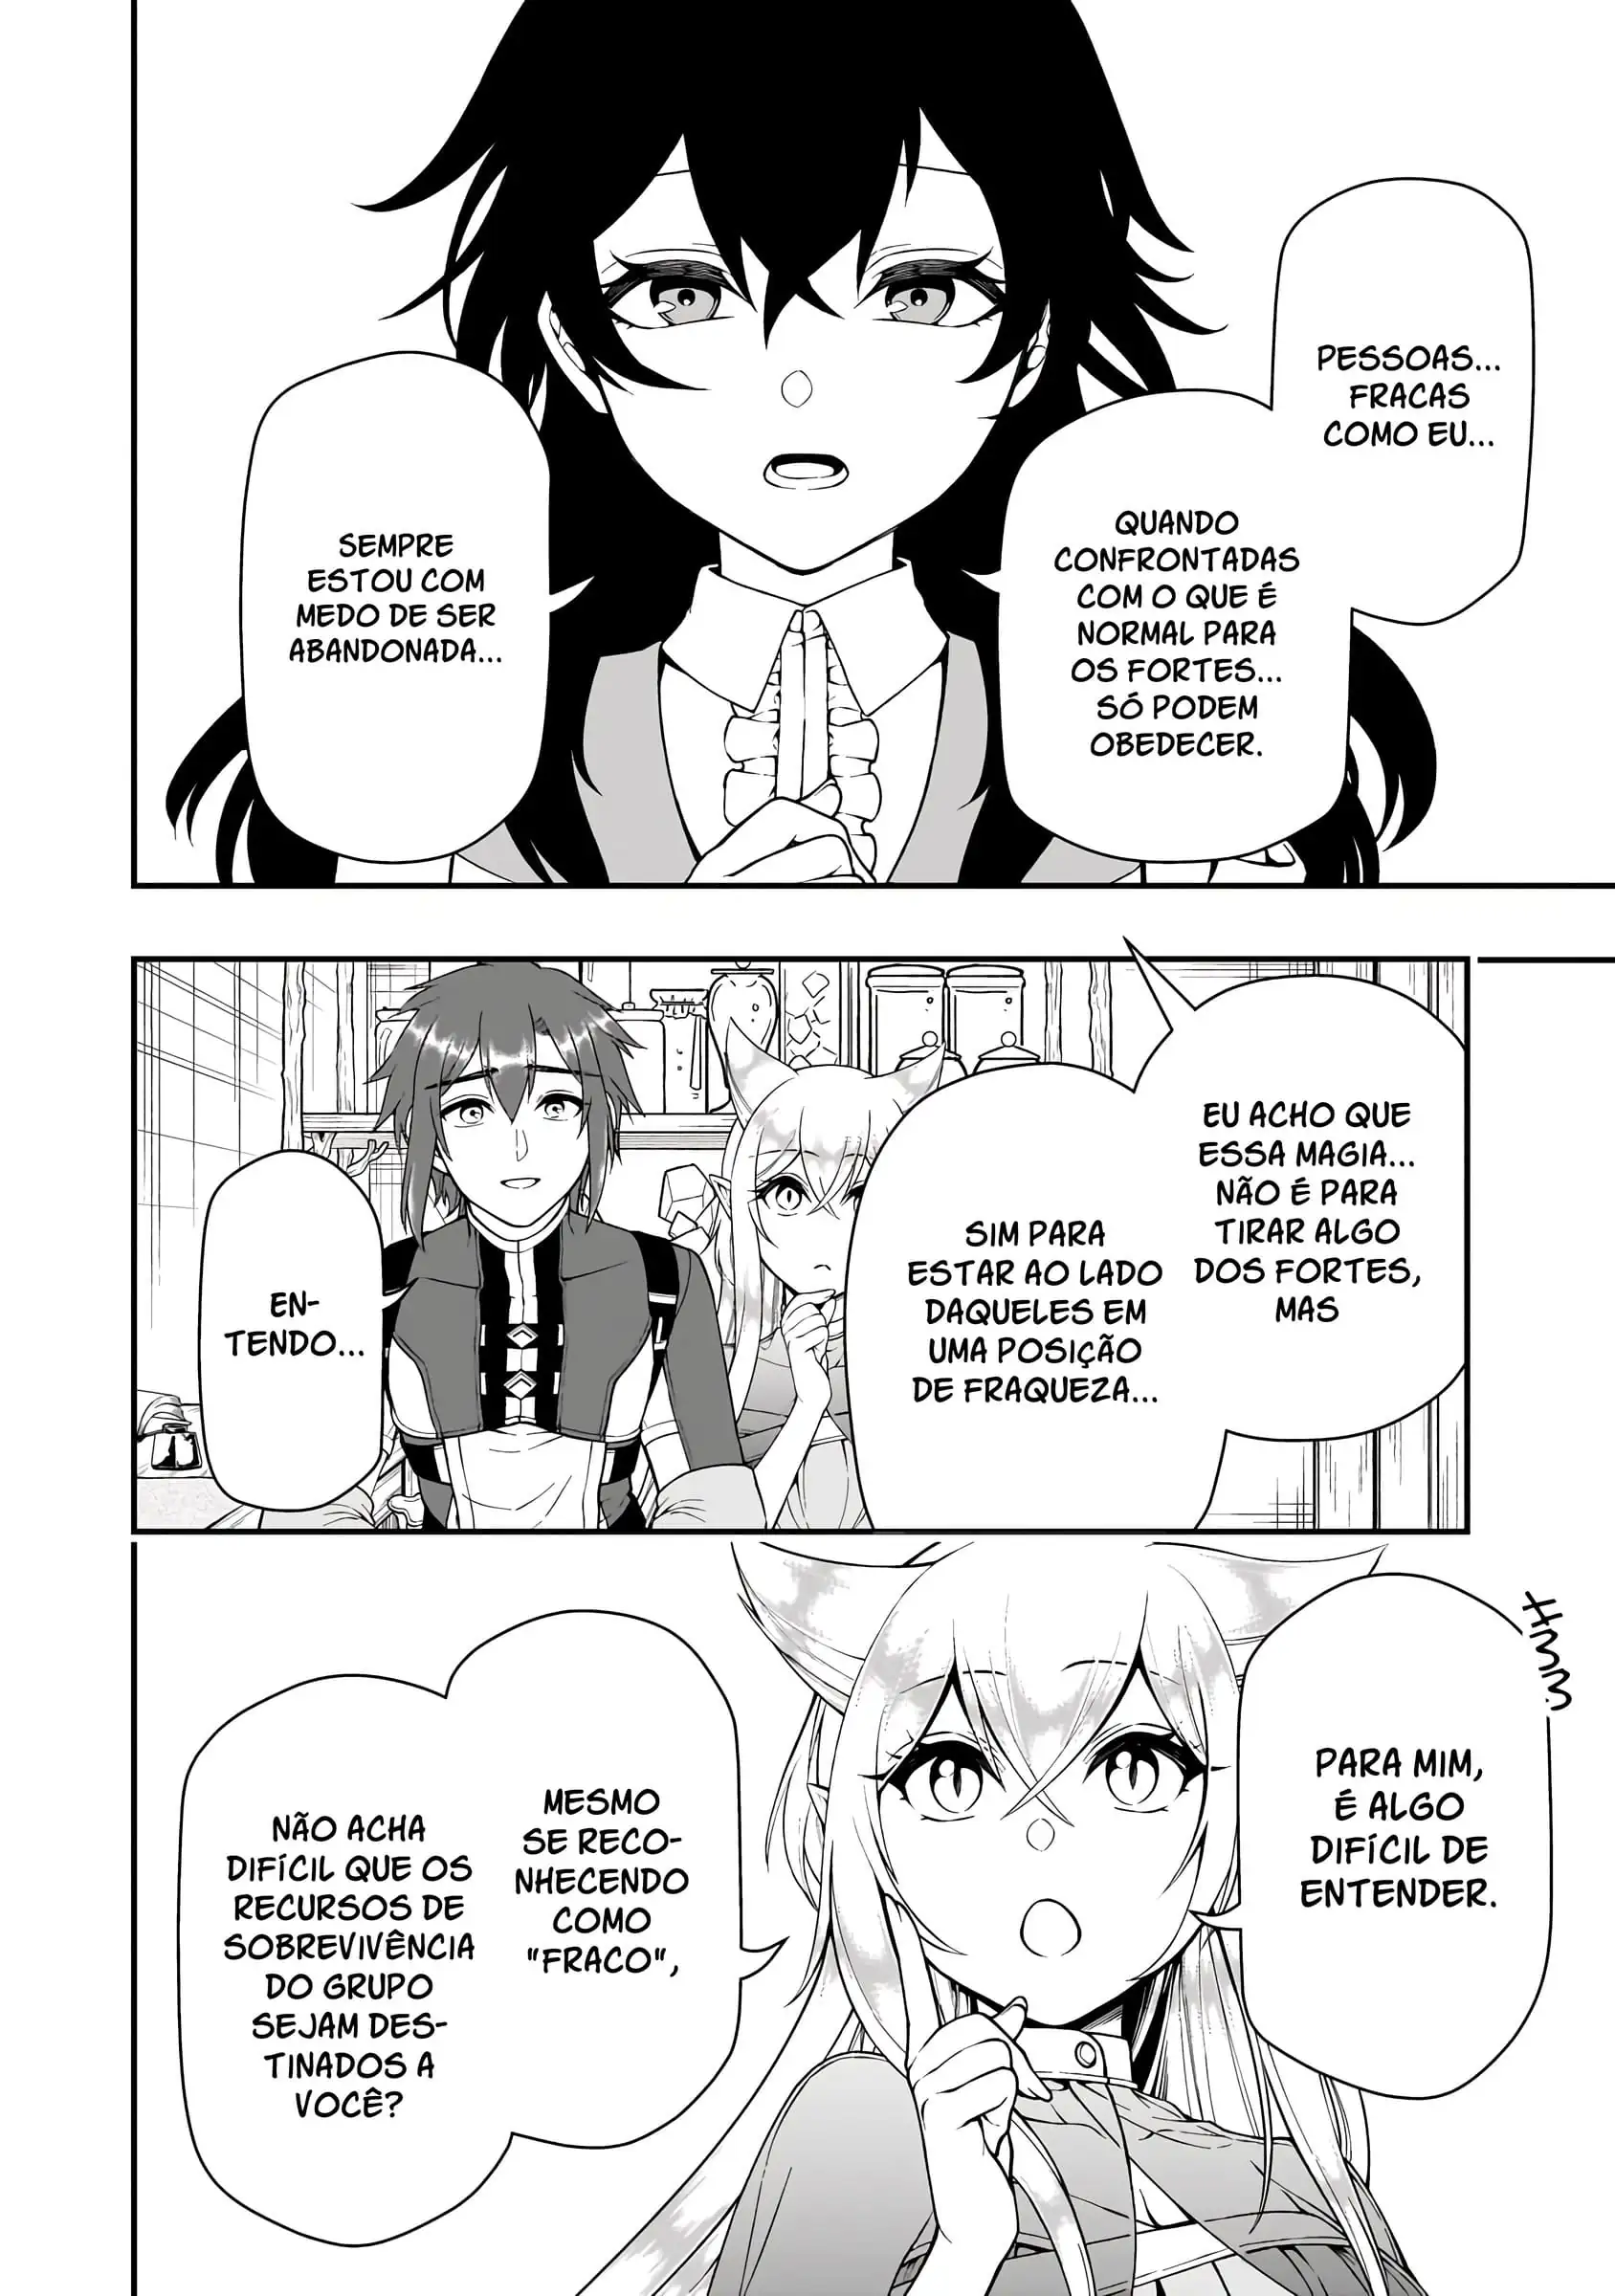 PESSOAS...
FRACAS
COMO EU...
QUANDO
CONFRONTADAS
COM O QUE É
NORMAL PARA
OS FORTES...
SÓ PODEM
OBEDECER.
SEMPRE
ESTOU COM
MEDO DE SER
ABANDONADA...
EU ACHO QUE
ESSA MAGIA...
NÃO É PARA
TIRAR ALGO
DOS FORTES,
MAS
SIM PARA
ESTAR AO LADO
DAQUELES EM
UMA POSIÇÃO
DE FRAQUEZA...
EN-
TENDO...
HMMM
PARA MIM,
É ALGO
DIFÍCIL DE
ENTENDER.
MESMO
SE RECO-
NHECENDO
COMO
"FRACO",
NÃO ACHA
DIFÍCIL QUE OS
RECURSOS DE
SOBREVIVÊNCIA
DO GRUPO
SEJAM DES-
TINADOS A
VOCÊ?